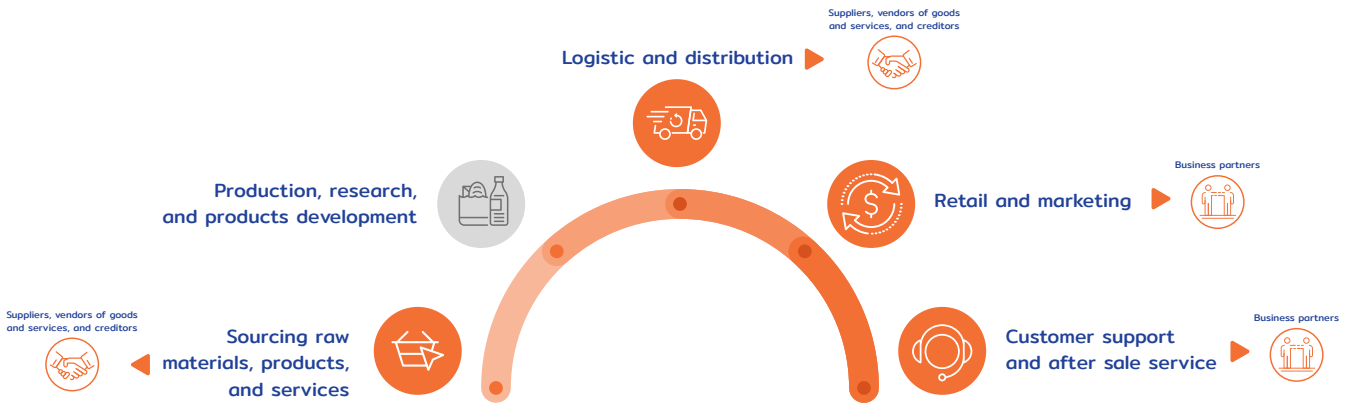 Suppliers, vendors of goods
and services, and creditors
Logistic and distribution
Production, research,
and products development
Business partners
Retail and marketing
Suppliers, vendors of goods
and services, and creditors
Sourcing raw
materials, products,
and services
Customer support
and after sale service
Business partners
$